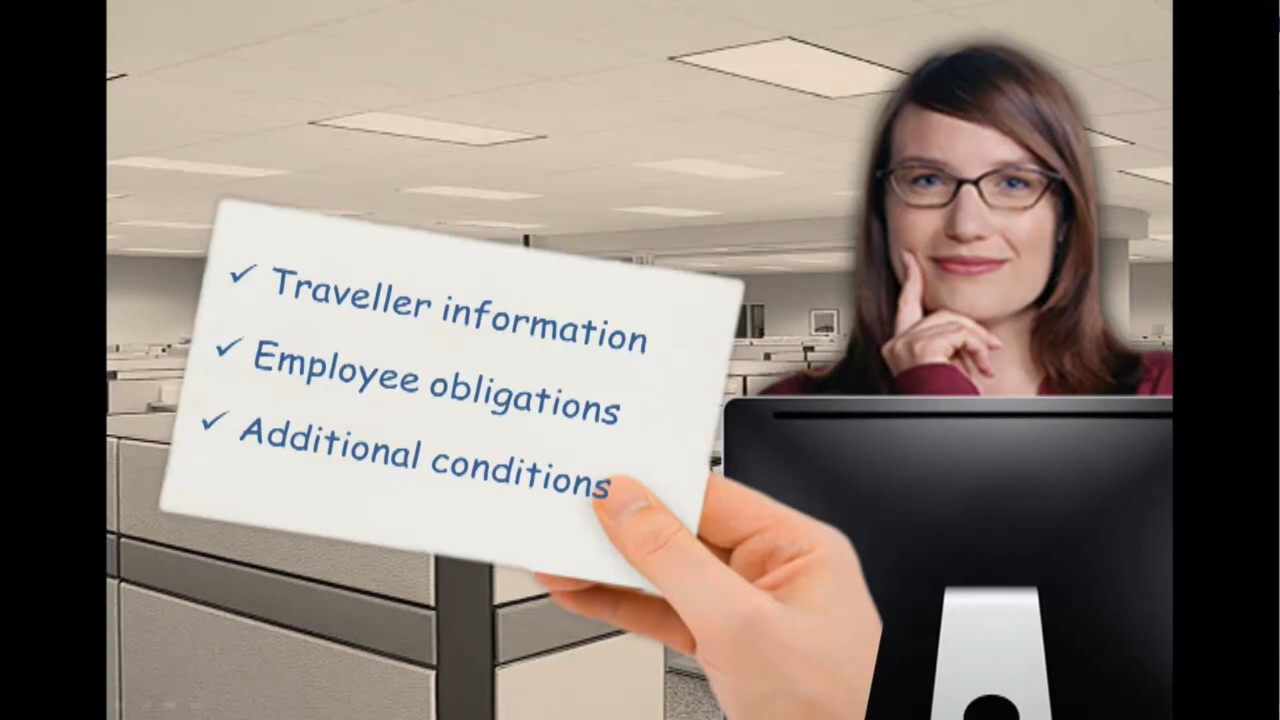 ✓ Traveller information
✓ Employee obligations
✓ Additional conditions